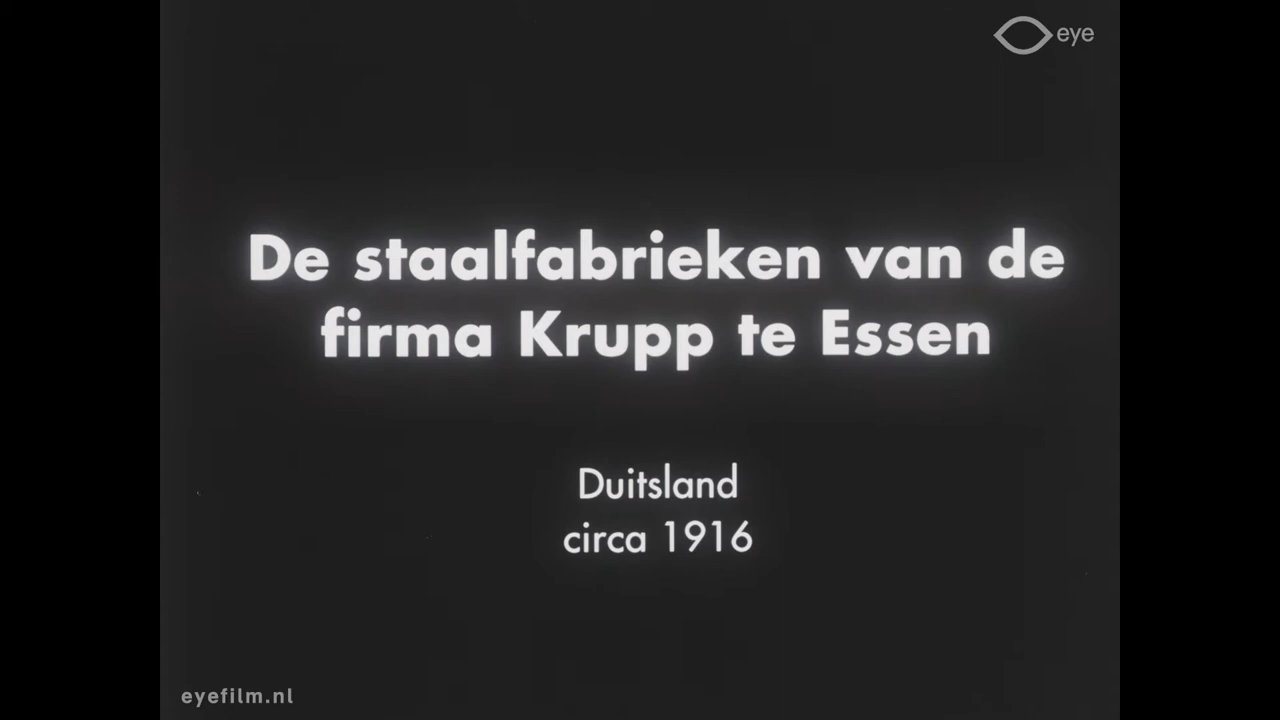 eye
De staalfabrieken van de
firma Krupp te Essen
Duitsland
circa 1916
eyefilm.nl